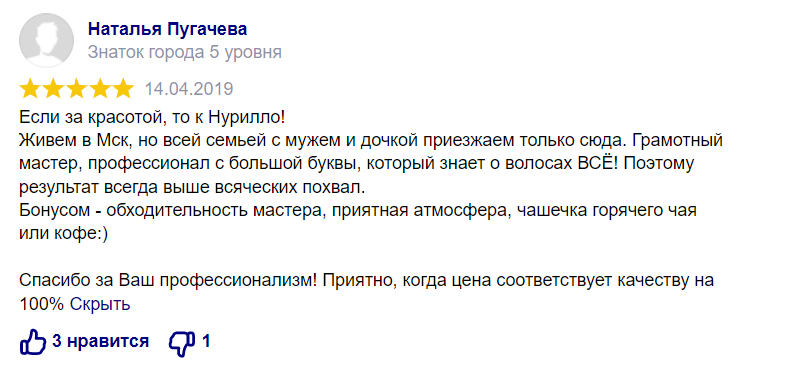 Наталья Пугачева
Знаток города 5 уровня
14.04.2019
Если за красотой, то к Нурилло!
Живем в Мск, но всей семьей с мужем и дочкой приезжаем только сюда. Грамотный
мастер, профессионал с большой буквы, который знает о волосах ВСЁ! Поэтому
результат всегда выше всяческих похвал.
Бонусом - обходительность мастера, приятная атмосфера, чашечка горячего чая
или кофе:)
Спасибо за Ваш профессионализм! Приятно, когда цена соответствует качеству на
100% Скрыть
3 нравится 1